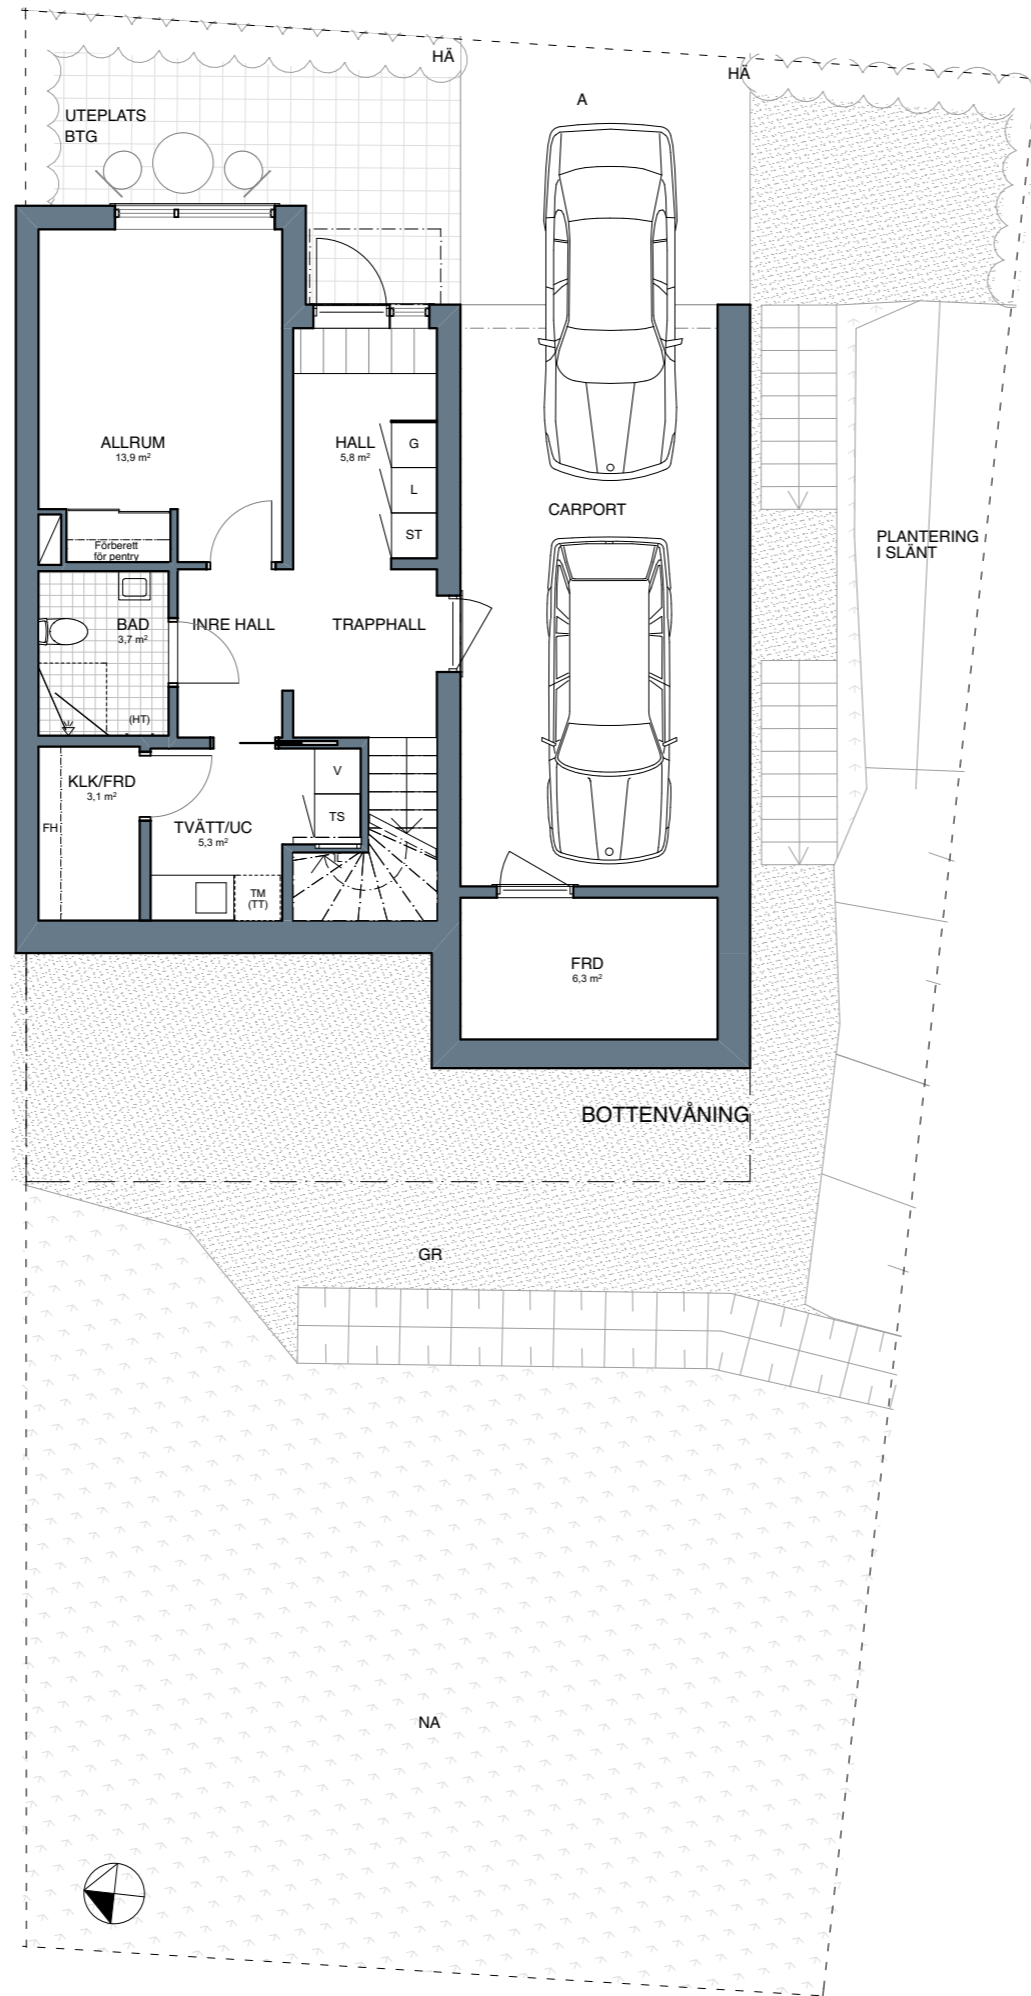 HÄ
HÄ
A
UTEPLATS
BTG
ALLRUM
13,9 m²
HALL
5,8 m²
G
L
ST
CARPORT
PLANTERING
I SLÄNT
Förberett
för pentry
BAD
3,7 m²
INRE HALL
TRAPPHALL
(HT)
KLK/FRD
3,1 m²
V
TS
FH
TVÄTT/UC
5,3 m²
TM
(TT)
FRD
6,3 m²
BOTTENVÅNING
GR
NA